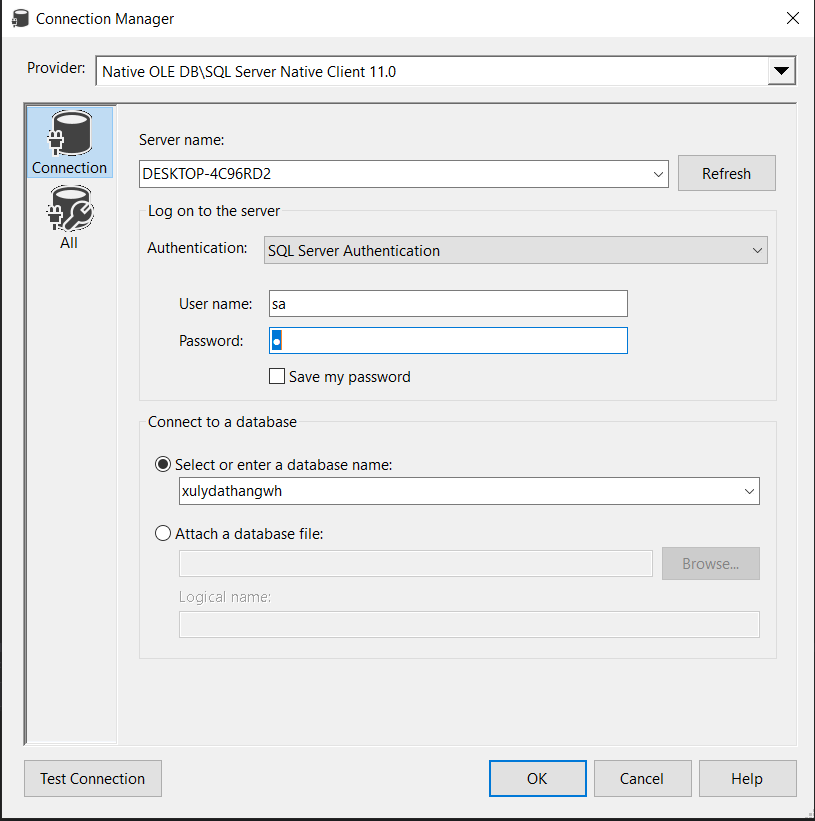 Connection Manager
Provider: Native OLE DB\SQL Server Native Client 11.0
Connection
All
Server name:
DESKTOP-4C96RD2
Refresh
Log on to the server
Authentication: SQL Server Authentication
User name: sa
Password: ●
Save my password
Connect to a database
Select or enter a database name:
xulydathangwh
Attach a database file:
Browse...
Logical name:
Test Connection
OK
Cancel
Help